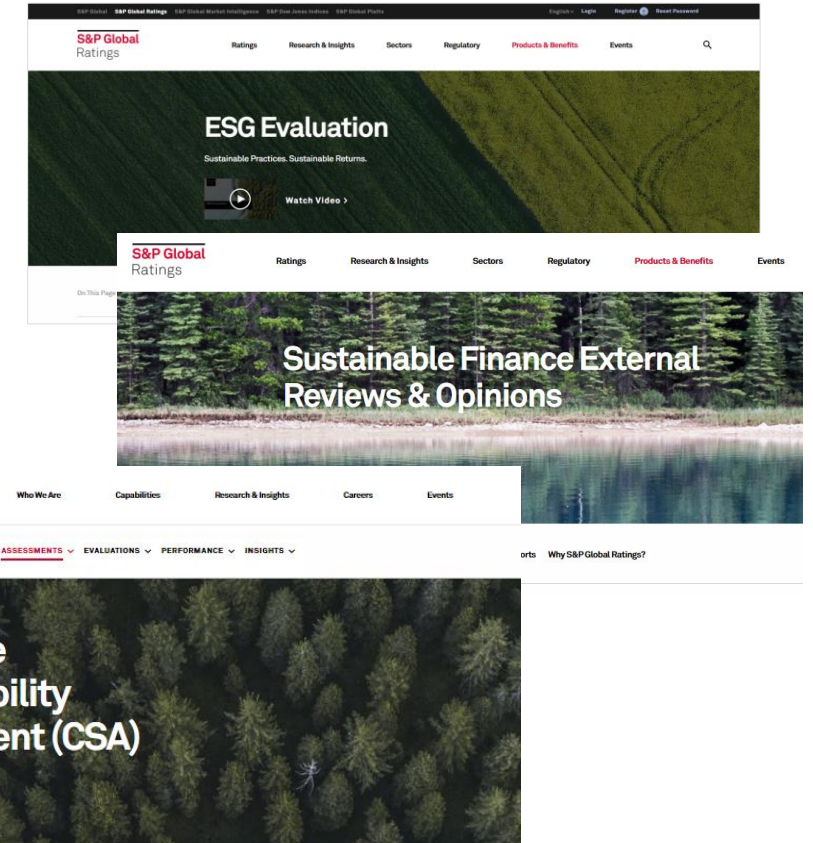 S&P Global S&P Global Ratings S&P Global Market Intelligence S&P Dow Jones Indices S&P Global Platts English Login Register Reset Password
S&P Global
Ratings
Ratings Research & Insights Sectors Regulatory Products & Benefits Events
ESG Evaluation
Sustainable Practices. Sustainable Returns.
Watch Video >
On This Page
S&P Global
Ratings
Ratings Research & Insights Sectors Regulatory Products & Benefits Events
Sustainable Finance External
Reviews & Opinions
orts Why S&P Global Ratings?
Who We Are Capabilities Research & Insights Careers Events
ASSESSMENTS EVALUATIONS PERFORMANCE INSIGHTS
e
bility
ent (CSA)